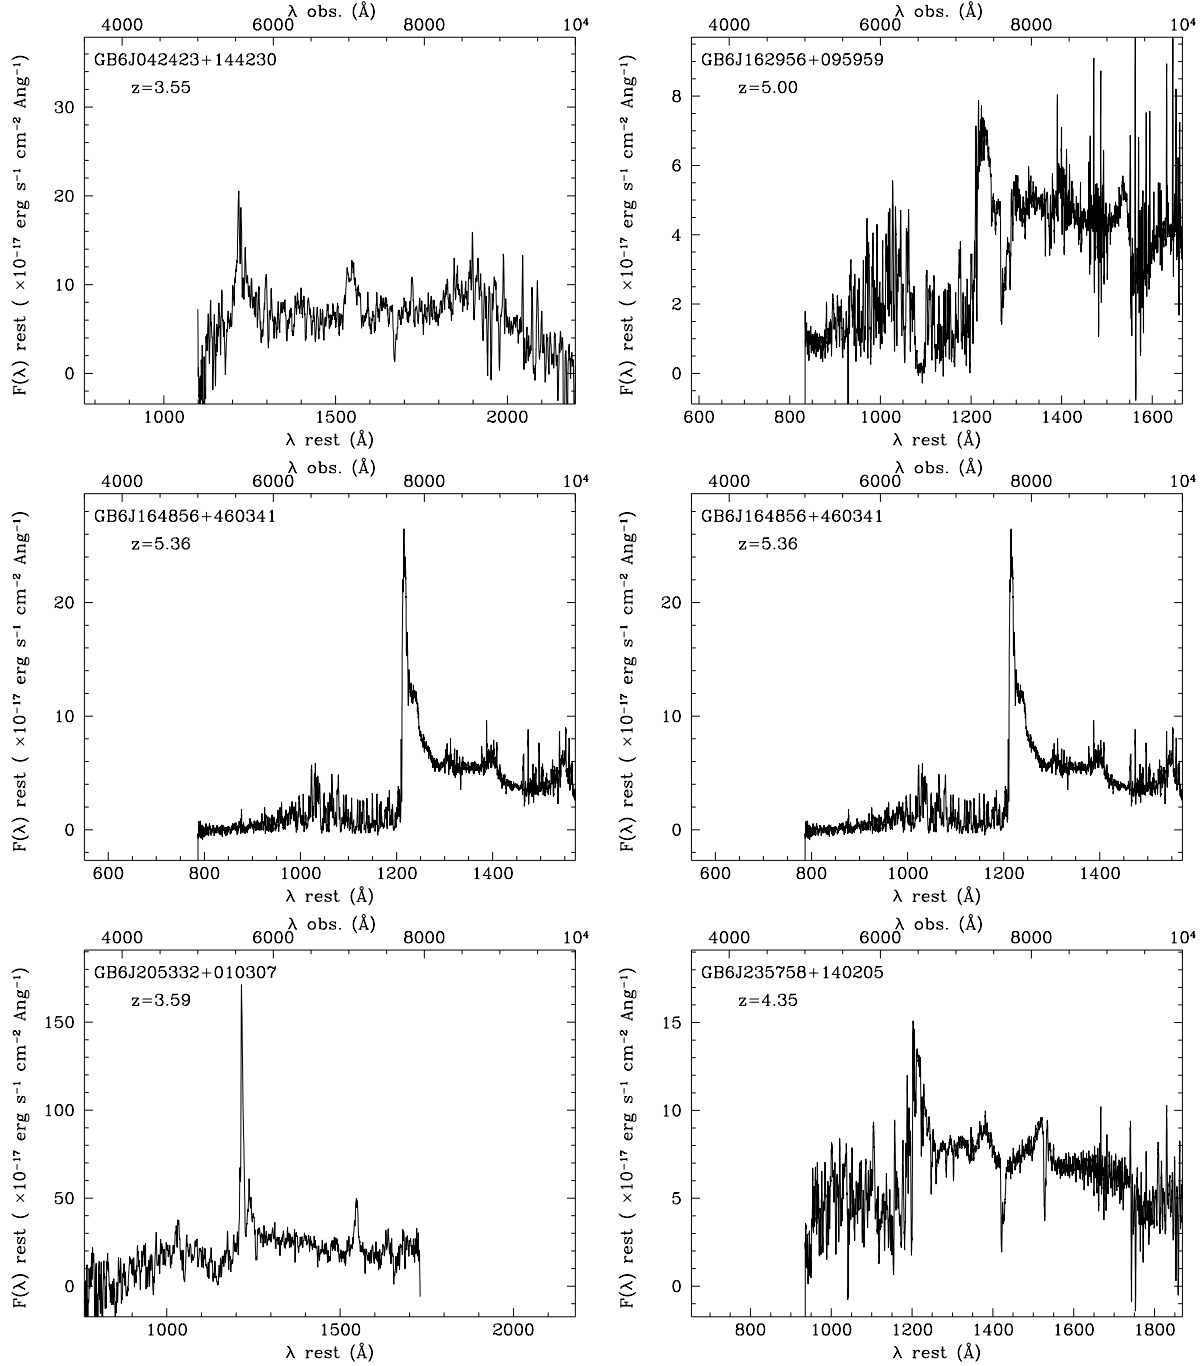 λ obs. (Å)
4000 6000 8000 10⁴
GB6J042423+144230
z=3.55
F(λ) rest ( ×10⁻¹⁷ erg s⁻¹ cm⁻² Ang⁻¹)
30
20
10
0
1000 1500 2000
λ rest (Å)
λ obs. (Å)
4000 6000 8000 10⁴
GB6J162956+095959
z=5.00
F(λ) rest ( ×10⁻¹⁷ erg s⁻¹ cm⁻² Ang⁻¹)
8
6
4
2
0
600 800 1000 1200 1400 1600
λ rest (Å)
λ obs. (Å)
4000 6000 8000 10⁴
GB6J164856+460341
z=5.36
F(λ) rest ( ×10⁻¹⁷ erg s⁻¹ cm⁻² Ang⁻¹)
20
10
0
600 800 1000 1200 1400
λ rest (Å)
λ obs. (Å)
4000 6000 8000 10⁴
GB6J164856+460341
z=5.36
F(λ) rest ( ×10⁻¹⁷ erg s⁻¹ cm⁻² Ang⁻¹)
20
10
0
600 800 1000 1200 1400
λ rest (Å)
λ obs. (Å)
4000 6000 8000 10⁴
GB6J205332+010307
z=3.59
F(λ) rest ( ×10⁻¹⁷ erg s⁻¹ cm⁻² Ang⁻¹)
150
100
50
0
1000 1500 2000
λ rest (Å)
λ obs. (Å)
4000 6000 8000 10⁴
GB6J235758+140205
z=4.35
F(λ) rest ( ×10⁻¹⁷ erg s⁻¹ cm⁻² Ang⁻¹)
15
10
5
0
800 1000 1200 1400 1600 1800
λ rest (Å)